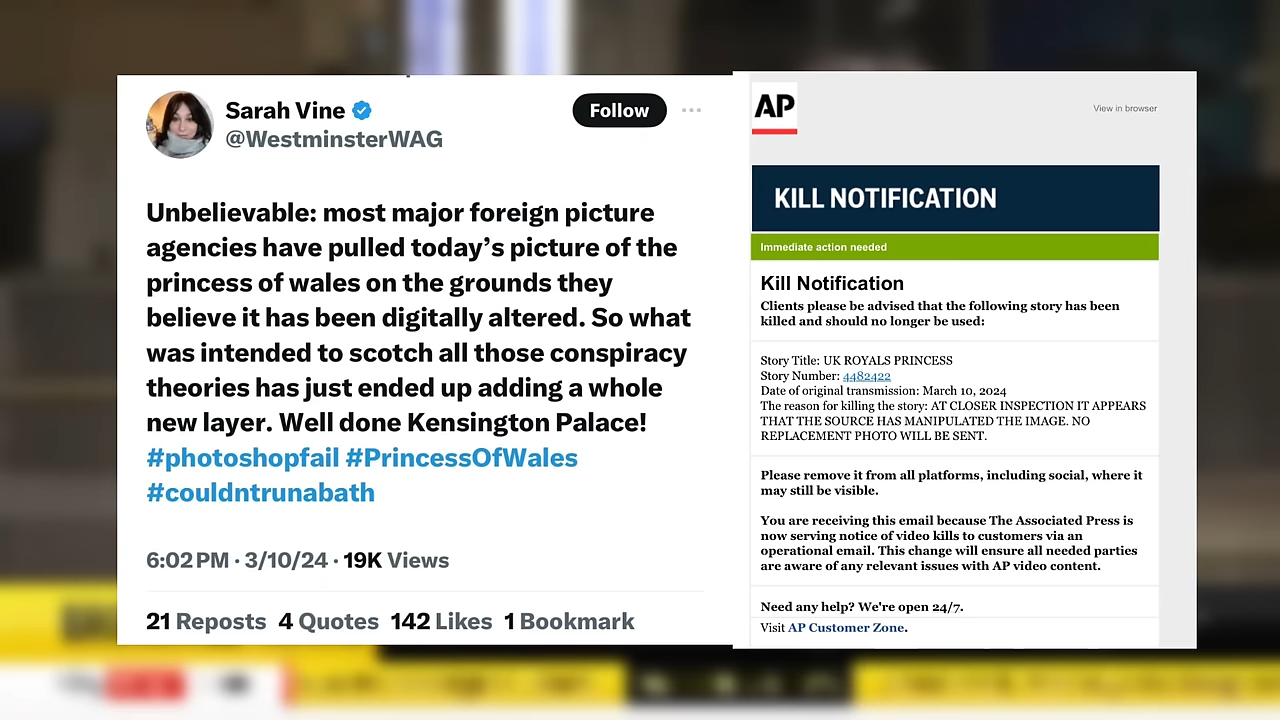 Sarah Vine
Follow
@WestminsterWAG
Unbelievable: most major foreign picture
agencies have pulled today’s picture of the
princess of wales on the grounds they
believe it has been digitally altered. So what
was intended to scotch all those conspiracy
theories has just ended up adding a whole
new layer. Well done Kensington Palace!
#photoshopfail #PrincessOfWales
#couldntrunabath
6:02 PM · 3/10/24 · 19K Views
21 Reposts 4 Quotes 142 Likes 1 Bookmark
AP
View in browser
KILL NOTIFICATION
Immediate action needed
Kill Notification
Clients please be advised that the following story has been
killed and should no longer be used:
Story Title: UK ROYALS PRINCESS
Story Number: 4482422
Date of original transmission: March 10, 2024
The reason for killing the story: AT CLOSER INSPECTION IT APPEARS
THAT THE SOURCE HAS MANIPULATED THE IMAGE. NO
REPLACEMENT PHOTO WILL BE SENT.
Please remove it from all platforms, including social, where it
may still be visible.
You are receiving this email because The Associated Press is
now serving notice of video kills to customers via an
operational email. This change will ensure all needed parties
are aware of any relevant issues with AP video content.
Need any help? We're open 24/7.
Visit AP Customer Zone.